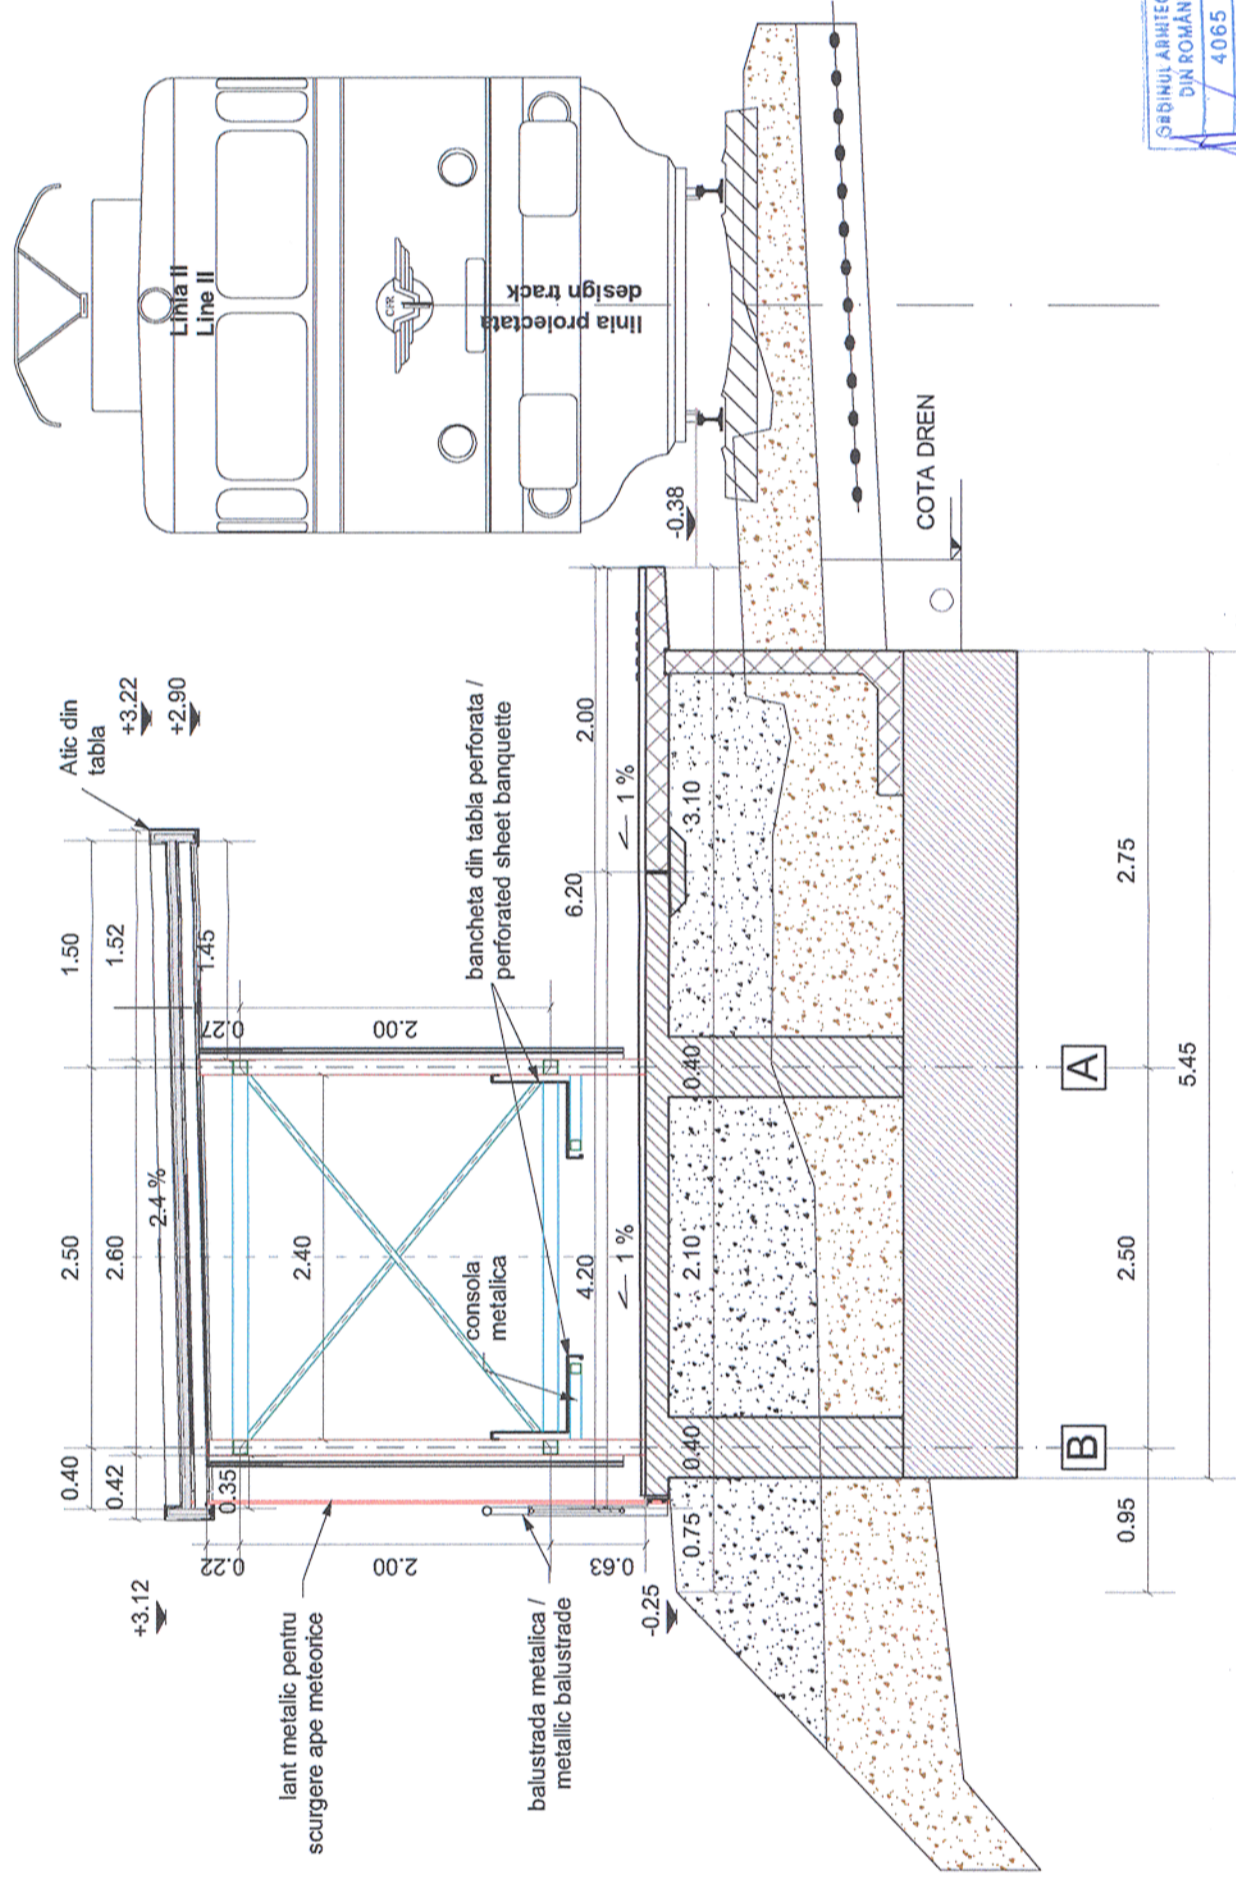 Linia II
Line II
CFR
linia proiectata
design track
ORDINUL ARHITEC
DIN ROMÂN
4065
Atic din
tabla
+3.22
+2.90
+3.12
-0.38
-0.25
COTA DREN
bancheta din tabla perforata /
perforated sheet banquette
consola
metalica
lant metalic pentru
scurgere ape meteorice
balustrada metalica /
metallic balustrade
0.40
2.50
1.50
0.42
2.60
1.52
2.4 %
0.35
1.45
0.27
2.00
2.40
2.00
0.63
4.20
6.20
2.00
1 %
1 %
0.75
0.40
2.10
0.40
3.10
B
A
0.95
2.50
2.75
5.45